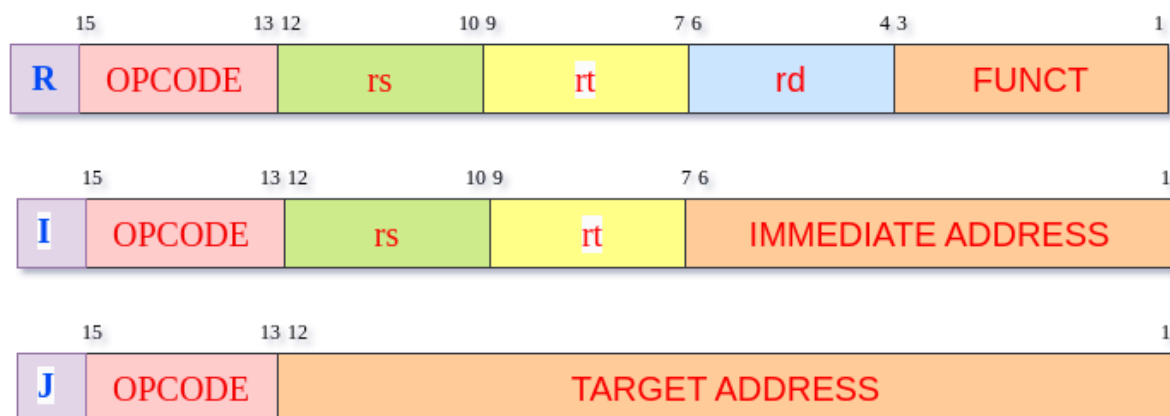 15 13 12 10 9 7 6 4 3 1
R OPCODE rs rt rd FUNCT
15 13 12 10 9 7 6 1
I OPCODE rs rt IMMEDIATE ADDRESS
15 13 12 1
J OPCODE TARGET ADDRESS